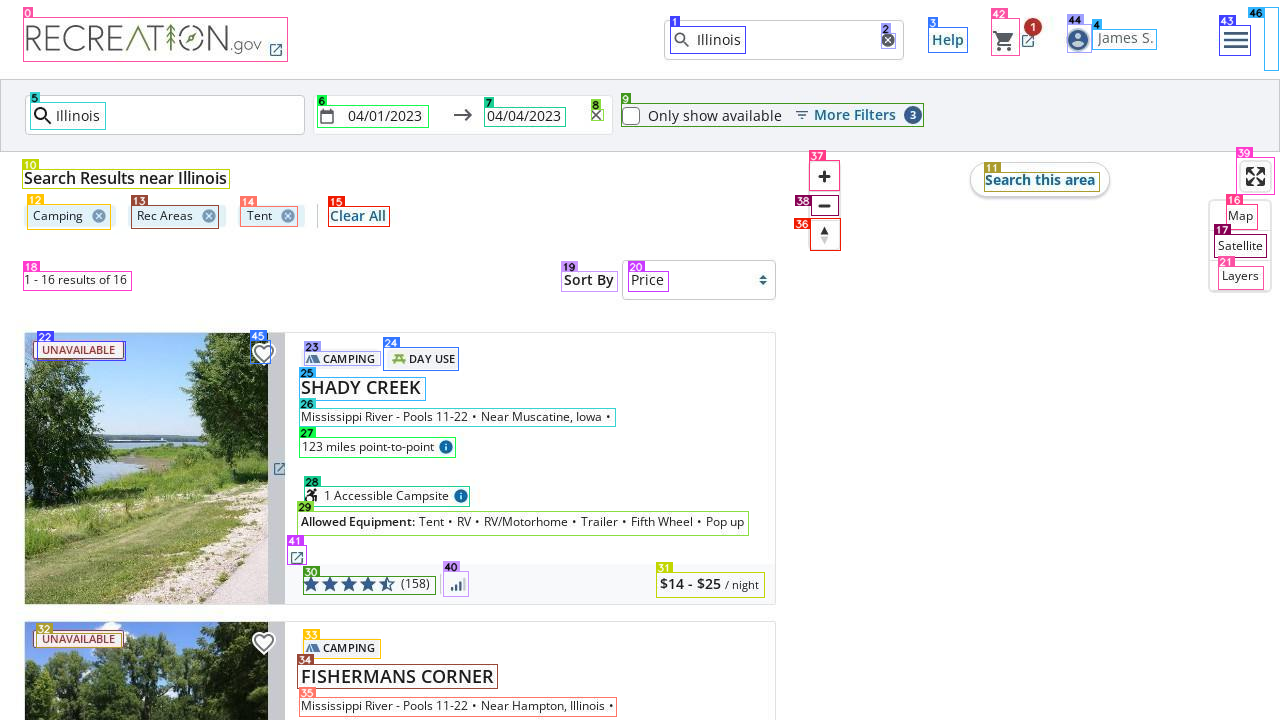 RECREATION.gov
Illinois
Help
1
James S.
Illinois
04/01/2023 → 04/04/2023
Only show available
More Filters 3
Search Results near Illinois
Search this area
Camping
Rec Areas
Tent
Clear All
Map
Satellite
Layers
1 - 16 results of 16
Sort By
Price
UNAVAILABLE
CAMPING
DAY USE
SHADY CREEK
Mississippi River - Pools 11-22 • Near Muscatine, Iowa •
123 miles point-to-point
1 Accessible Campsite
Allowed Equipment: Tent • RV • RV/Motorhome • Trailer • Fifth Wheel • Pop up
(158)
$14 - $25 / night
UNAVAILABLE
CAMPING
FISHERMANS CORNER
Mississippi River - Pools 11-22 • Near Hampton, Illinois •
0
1
2
3
42
44
4
43
46
5
6
7
8
9
10
11
12
13
14
15
37
38
36
39
16
17
21
18
19
20
22
45
23
24
25
26
27
28
29
41
30
40
31
32
33
34
35